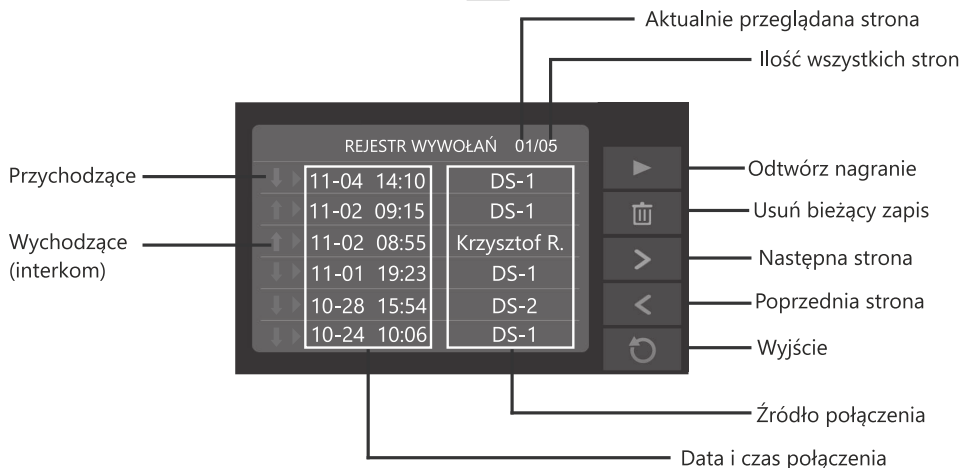 Aktualnie przeglądana strona
Ilość wszystkich stron
REJESTR WYWOŁAŃ 01/05
Przychodzące
11-04 14:10 DS-1
Odtwórz nagranie
11-02 09:15 DS-1
Usuń bieżący zapis
Wychodzące
(interkom)
11-02 08:55 Krzysztof R.
Następna strona
11-01 19:23 DS-1
10-28 15:54 DS-2
Poprzednia strona
10-24 10:06 DS-1
Wyjście
Źródło połączenia
Data i czas połączenia